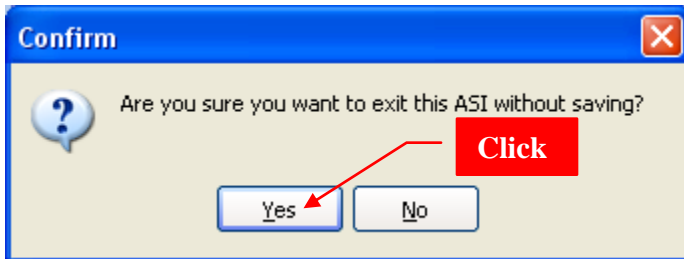 Confirm
Are you sure you want to exit this ASI without saving?
Click
Yes No